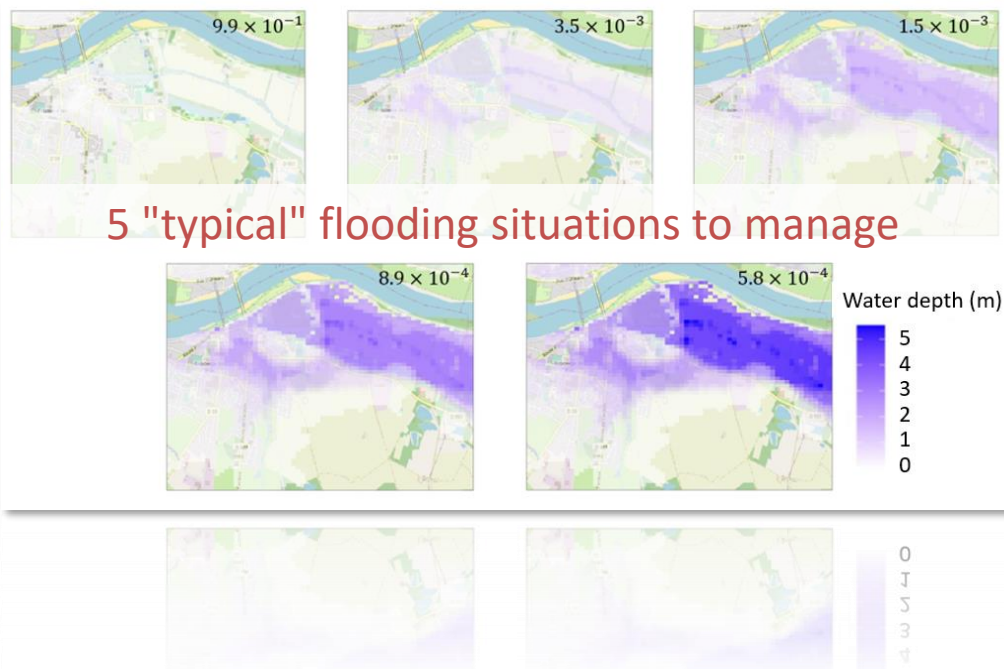 9.9 × 10⁻¹
3.5 × 10⁻³
1.5 × 10⁻³
5 "typical" flooding situations to manage
8.9 × 10⁻⁴
5.8 × 10⁻⁴
Water depth (m)
5
4
3
2
1
0